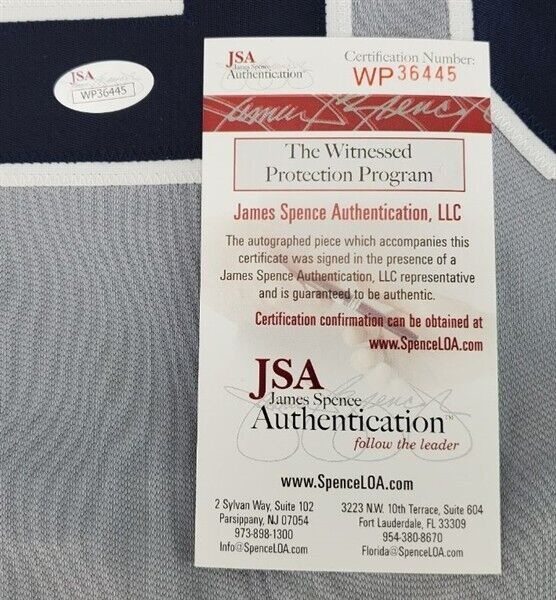 JSA
WP36445
JSA
James Spence
Authentication™
Certification Number:
WP36445
James Spence
The Witnessed
Protection Program
James Spence Authentication, LLC
The autographed piece which accompanies this
certificate was signed in the presence of a
James Spence Authentication, LLC representative
and is guaranteed to be authentic.
Certification confirmation can be obtained at
www.SpenceLOA.com
JSA
James Spence
Authentication™
follow the leader
www.SpenceLOA.com
2 Sylvan Way, Suite 102
Parsippany, NJ 07054
973-898-1300
Info@SpenceLOA.com
3223 N.W. 10th Terrace, Suite 604
Fort Lauderdale, FL 33309
954-380-8670
Florida@SpenceLOA.com